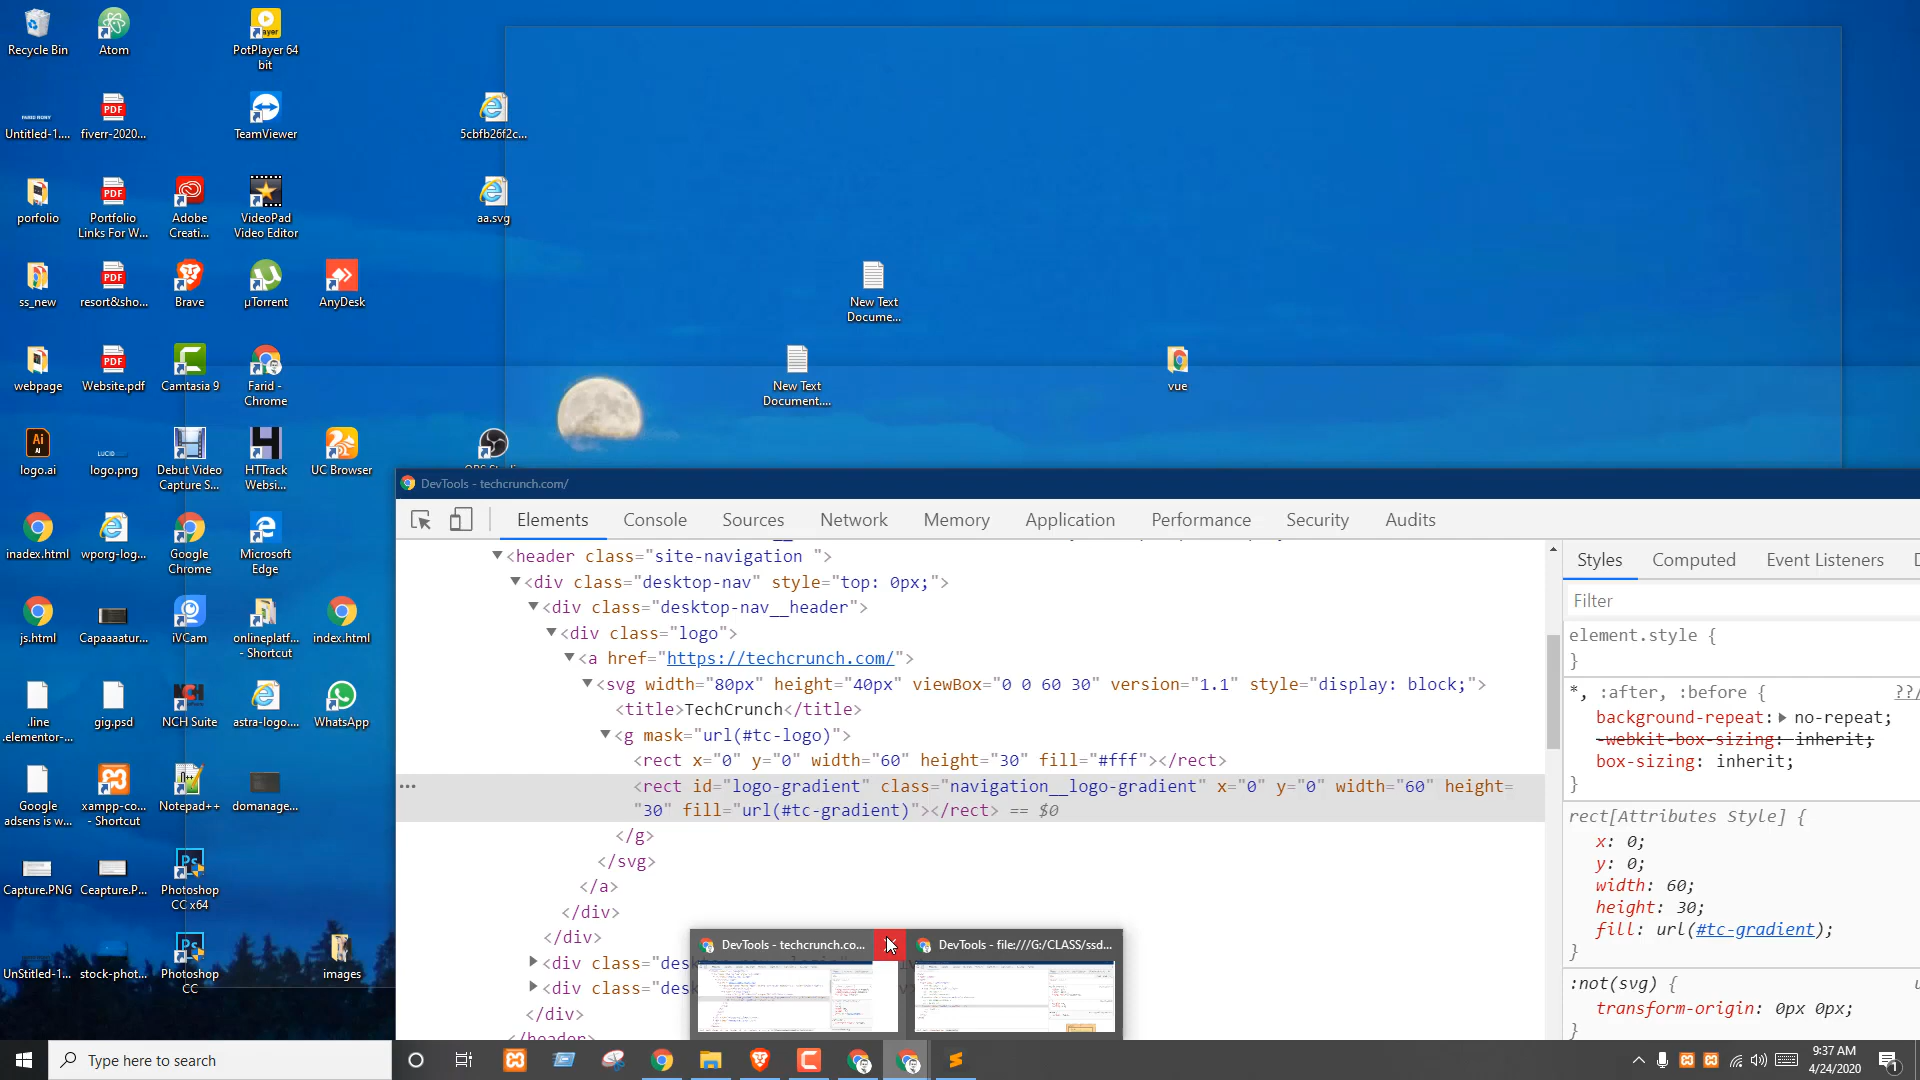 Recycle Bin
Atom
PotPlayer 64
bit
Untitled-1....
fiverr-2020...
TeamViewer
5cbfb26f2c...
porfolio
Portfolio
Links For W...
Adobe
Creati...
VideoPad
Video Editor
aa.svg
ss_new
resort&sho...
Brave
µTorrent
AnyDesk
New Text
Docume...
webpage
Website.pdf
Camtasia 9
Farid -
Chrome
New Text
Document....
vue
logo.ai
logo.png
Debut Video
Capture S...
HTTrack
Websi...
UC Browser
inadex.html
wporg-log...
Google
Chrome
Microsoft
Edge
js.html
Capaaaatur...
iVCam
onlineplatf...
- Shortcut
index.html
.line
.elementor-...
gig.psd
NCH Suite
astra-logo....
WhatsApp
Google
adsens is w...
xampp-co...
- Shortcut
Notepad++
domanage...
Capture.PNG
Ceapture.P...
Photoshop
CC x64
UnStitled-1...
stock-phot...
Photoshop
CC
images
DevTools - techcrunch.com/
Elements Console Sources Network Memory Application Performance Security Audits
<header class="site-navigation ">
<div class="desktop-nav" style="top: 0px;">
<div class="desktop-nav__header">
<div class="logo">
<a href="https://techcrunch.com/">
<svg width="80px" height="40px" viewBox="0 0 60 30" version="1.1" style="display: block;">
<title>TechCrunch</title>
<g mask="url(#tc-logo)">
<rect x="0" y="0" width="60" height="30" fill="#fff"></rect>
<rect id="logo-gradient" class="navigation__logo-gradient" x="0" y="0" width="60" height=
"30" fill="url(#tc-gradient)"></rect> == $0
</g>
</svg>
</a>
</div>
</div>
<div class="des
<div class="des
</div>
Styles Computed Event Listeners
Filter
element.style {
}
*, :after, :before {
background-repeat: no-repeat;
-webkit-box-sizing: inherit;
box-sizing: inherit;
}
rect[Attributes Style] {
x: 0;
y: 0;
width: 60;
height: 30;
fill: url(#tc-gradient);
}
:not(svg) {
transform-origin: 0px 0px;
}
DevTools - techcrunch.co...
DevTools - file:///G:/CLASS/ssd...
Type here to search
9:37 AM
4/24/2020